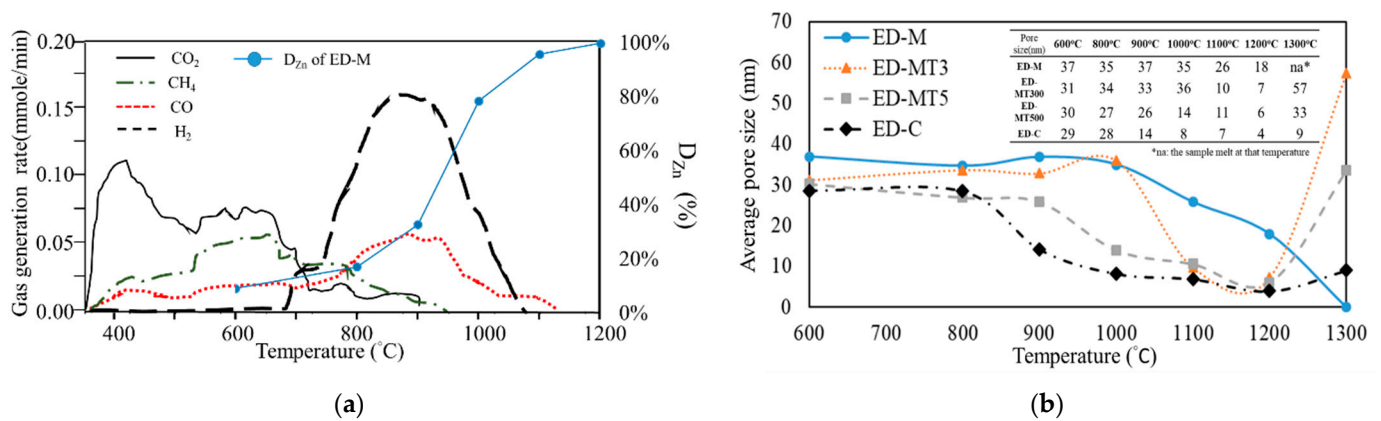 (a)
0.20
0.15
0.10
0.05
0.00
Gas generation rate(mmole/min)
CO₂
CH₄
CO
H₂
D_Zn of ED-M
100%
80%
60%
40%
20%
0%
D_Zn (%)
400 600 800 1000 1200
Temperature (°C)
(a)
(b)
70
60
50
40
30
20
10
0
Average pore size (nm)
ED-M
ED-MT3
ED-MT5
ED-C
Pore size(nm) 600°C 800°C 900°C 1000°C 1100°C 1200°C 1300°C
ED-M 37 35 37 35 26 18 na*
ED-MT300 31 34 33 36 10 7 57
ED-MT500 30 27 26 14 11 6 33
ED-C 29 28 14 8 7 4 9
*na: the sample melt at that temperature
600 700 800 900 1000 1100 1200 1300
Temperature (°C)
(b)